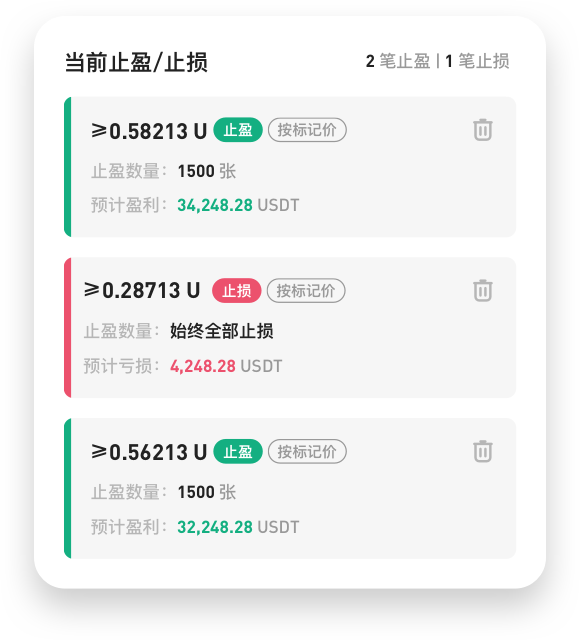 当前止盈/止损 2 笔止盈 | 1 笔止损
≥0.58213 U 止盈 按标记价
止盈数量: 1500 张
预计盈利: 34,248.28 USDT
≥0.28713 U 止损 按标记价
止盈数量: 始终全部止损
预计亏损: 4,248.28 USDT
≥0.56213 U 止盈 按标记价
止盈数量: 1500 张
预计盈利: 32,248.28 USDT